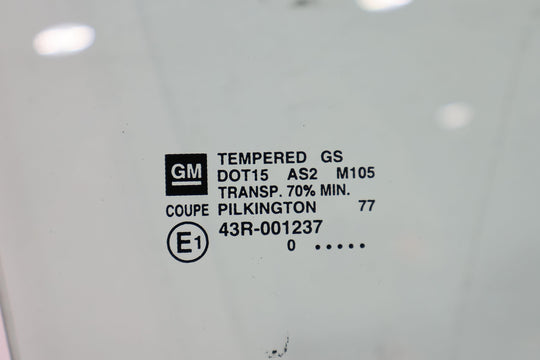 GM TEMPERED GS
DOT15 AS2 M105
TRANSP. 70% MIN.
COUPE PILKINGTON 77
E1 43R-001237
0 •••••